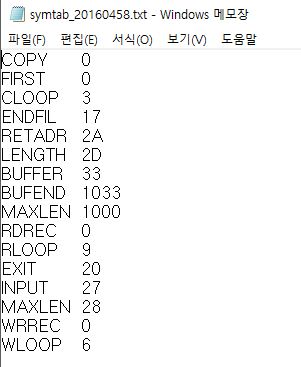 symtab_20160458.txt - Windows 메모장
파일(F) 편집(E) 서식(O) 보기(V) 도움말
COPY 0
FIRST 0
CLOOP 3
ENDFIL 17
RETADR 2A
LENGTH 2D
BUFFER 33
BUFEND 1033
MAXLEN 1000
RDREC 0
RLOOP 9
EXIT 20
INPUT 27
MAXLEN 28
WRREC 0
WLOOP 6